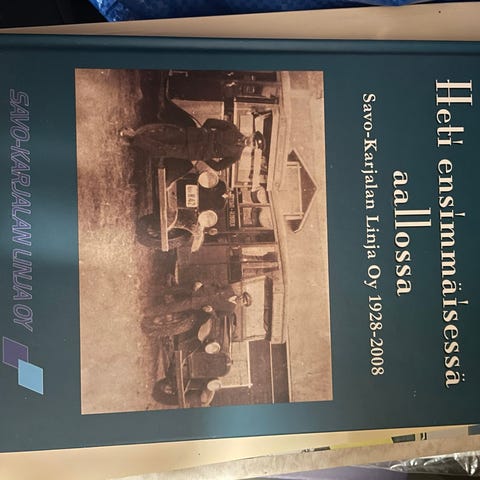 Heti ensimmäisessä
aallossa
Savo-Karjalan Linja Oy 1928-2008
SAVO-KARJALAN LINJA OY